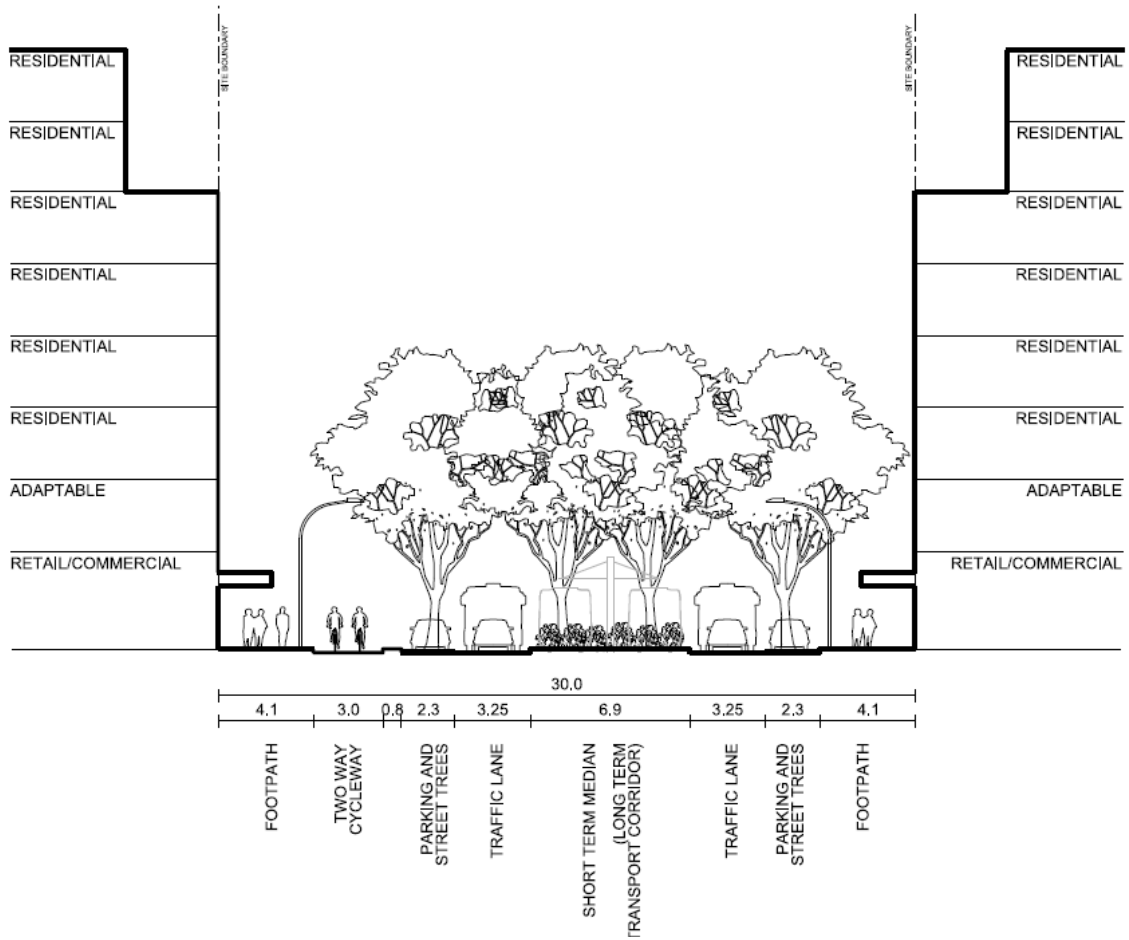 SITE BOUNDARY
SITE BOUNDARY
RESIDENTIAL
RESIDENTIAL
RESIDENTIAL
RESIDENTIAL
RESIDENTIAL
RESIDENTIAL
RESIDENTIAL
RESIDENTIAL
RESIDENTIAL
RESIDENTIAL
RESIDENTIAL
RESIDENTIAL
ADAPTABLE
ADAPTABLE
RETAIL/COMMERCIAL
RETAIL/COMMERCIAL
30.0
4.1
3.0
0.8
2.3
3.25
6.9
3.25
2.3
4.1
FOOTPATH
TWO WAY
CYCLEWAY
PARKING AND
STREET TREES
TRAFFIC LANE
SHORT TERM MEDIAN
(LONG TERM
TRANSPORT CORRIDOR)
TRAFFIC LANE
PARKING AND
STREET TREES
FOOTPATH